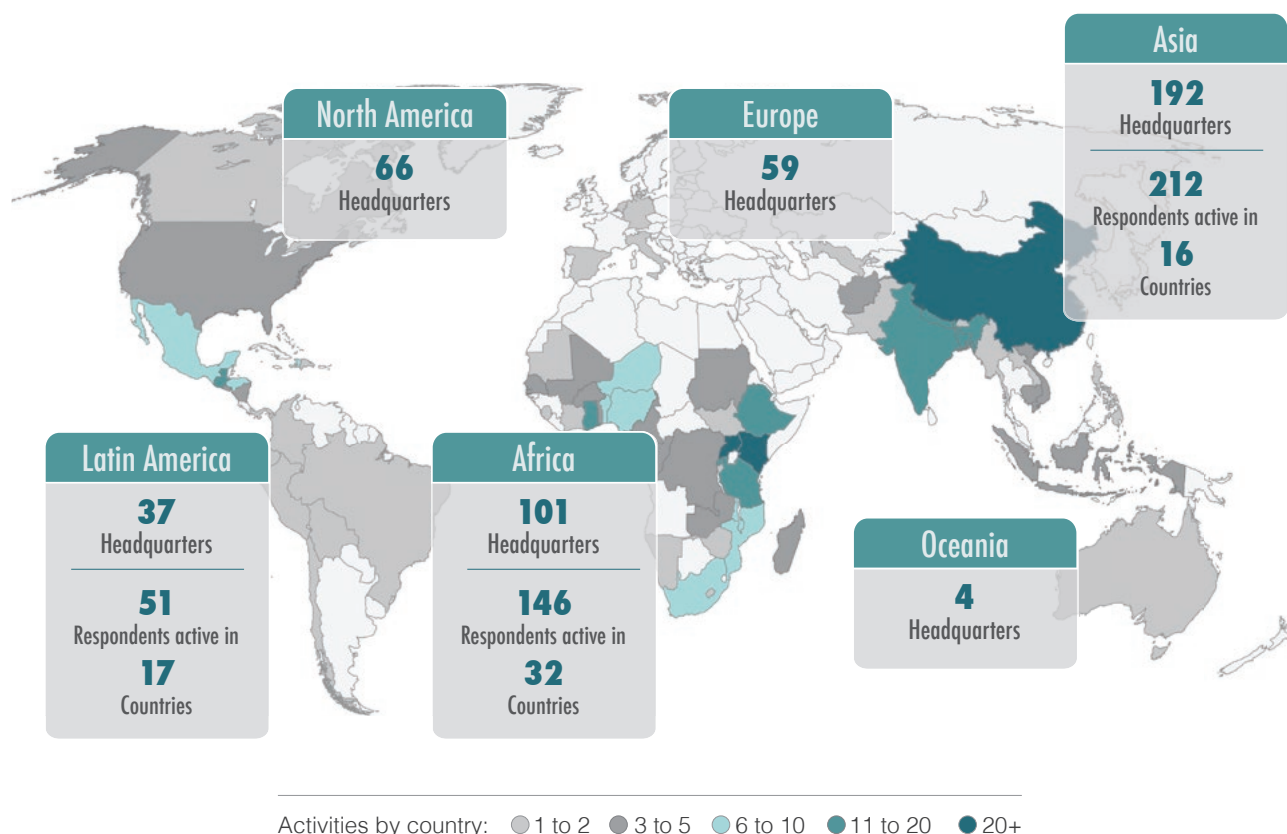 Asia
192
Headquarters
212
Respondents active in
16
Countries
North America
66
Headquarters
Europe
59
Headquarters
Latin America
37
Headquarters
51
Respondents active in
17
Countries
Africa
101
Headquarters
146
Respondents active in
32
Countries
Oceania
4
Headquarters
Activities by country: 1 to 2 3 to 5 6 to 10 11 to 20 20+